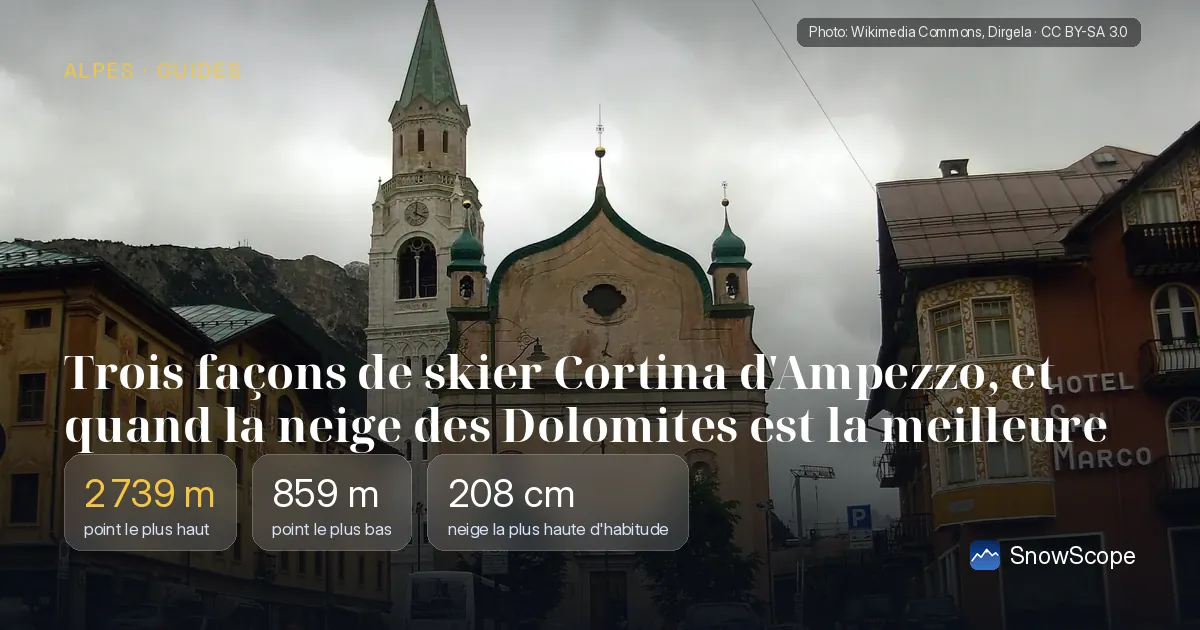 Photo: Wikimedia Commons, Dirgela · CC BY-SA 3.0
ALPES · GUIDES
Trois façons de skier Cortina d'Ampezzo, et
quand la neige des Dolomites est la meilleure
HOTEL
San
MARCO
2 739 m
point le plus haut
859 m
point le plus bas
208 cm
neige la plus haute d'habitude
P
SnowScope